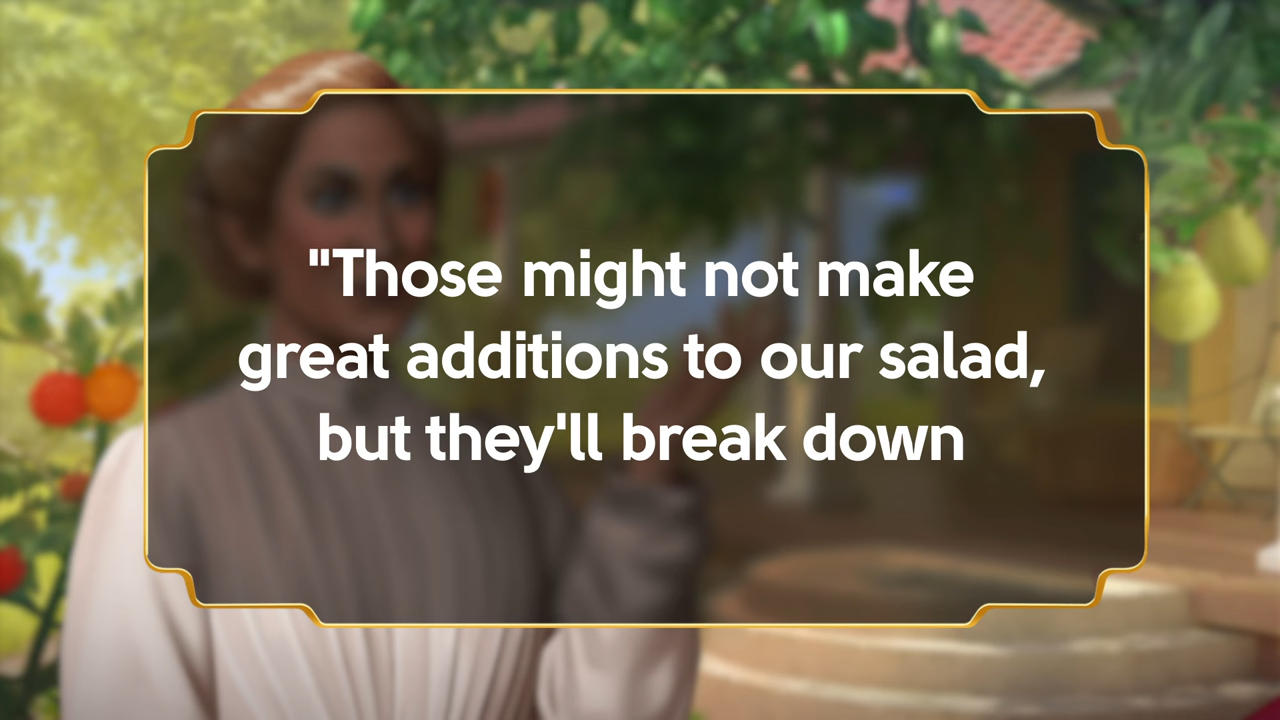 "Those might not make
great additions to our salad,
but they'll break down